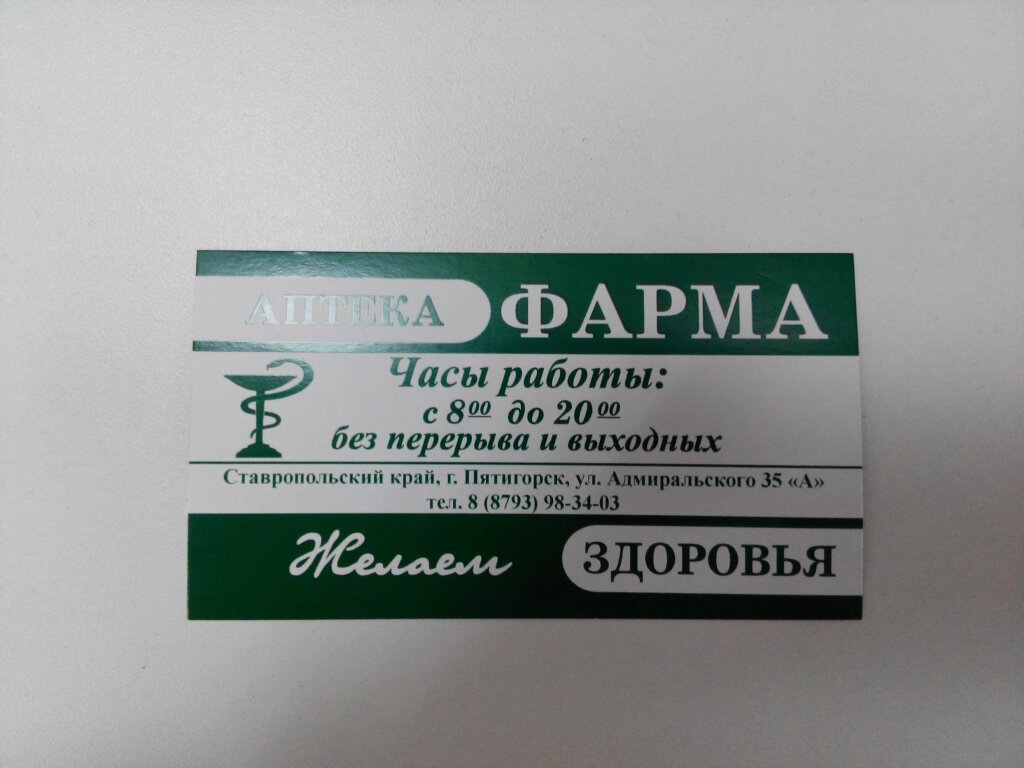 АПТЕКА ФАРМА
Часы работы:
с 8⁰⁰ до 20⁰⁰
без перерыва и выходных
Ставропольский край, г. Пятигорск, ул. Адмиральского 35 «А»
тел. 8 (8793) 98-34-03
Желаем ЗДОРОВЬЯ